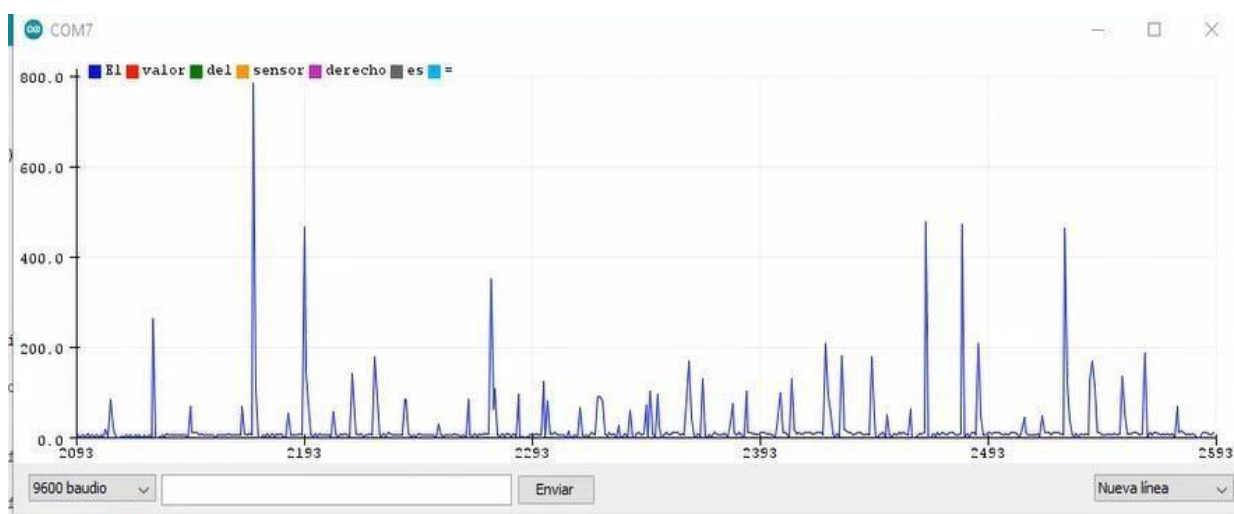 COM7
El valor del sensor derecho es =
800.0
600.0
400.0
200.0
0.0
2093 2193 2293 2393 2493 2593
9600 baudio Enviar Nueva línea